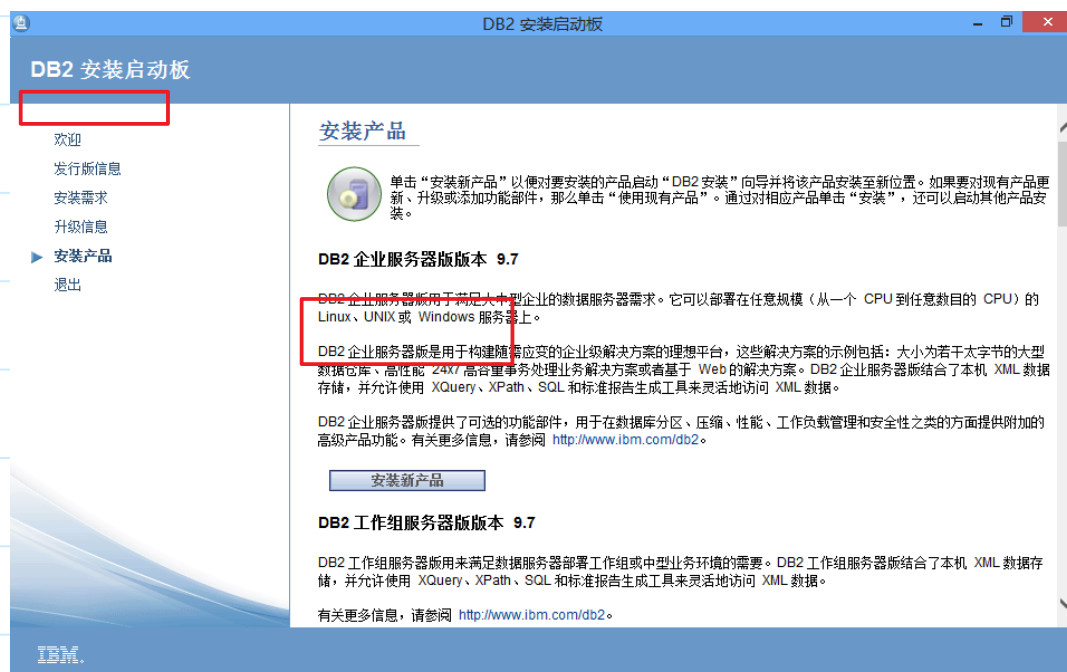 DB2 安装启动板
DB2 安装启动板
欢迎
发行版信息
安装需求
升级信息
安装产品
退出
安装产品
单击“安装新产品”以便对要安装的产品启动“DB2 安装”向导并将该产品安装至新位置。如果要对现有产品更
新、升级或添加功能部件，那么单击“使用现有产品”。通过对相应产品单击“安装”，还可以启动其他产品安
装。
DB2 企业服务器版版本 9.7
DB2 企业服务器版用于满足大中型企业的数据服务器需求。它可以部署在任意规模（从一个 CPU 到任意数目的 CPU）的
Linux、UNIX 或 Windows 服务器上。
DB2 企业服务器版是用于构建随需应变的企业级解决方案的理想平台，这些解决方案的示例包括：大小为若干太字节的大型
数据仓库、高性能 24x7 高容量事务处理业务解决方案或者基于 Web 的解决方案。DB2 企业服务器版结合了本机 XML 数据
存储，并允许使用 XQuery、XPath、SQL 和标准报告生成工具来灵活地访问 XML 数据。
DB2 企业服务器版提供了可选的功能部件，用于在数据库分区、压缩、性能、工作负载管理和安全性之类的方面提供附加的
高级产品功能。有关更多信息，请参阅 http://www.ibm.com/db2。
安装新产品
DB2 工作组服务器版版本 9.7
DB2 工作组服务器版用来满足数据服务器部署工作组或中型业务环境的需要。DB2 工作组服务器版结合了本机 XML 数据存
储，并允许使用 XQuery、XPath、SQL 和标准报告生成工具来灵活地访问 XML 数据。
有关更多信息，请参阅 http://www.ibm.com/db2。
IBM.